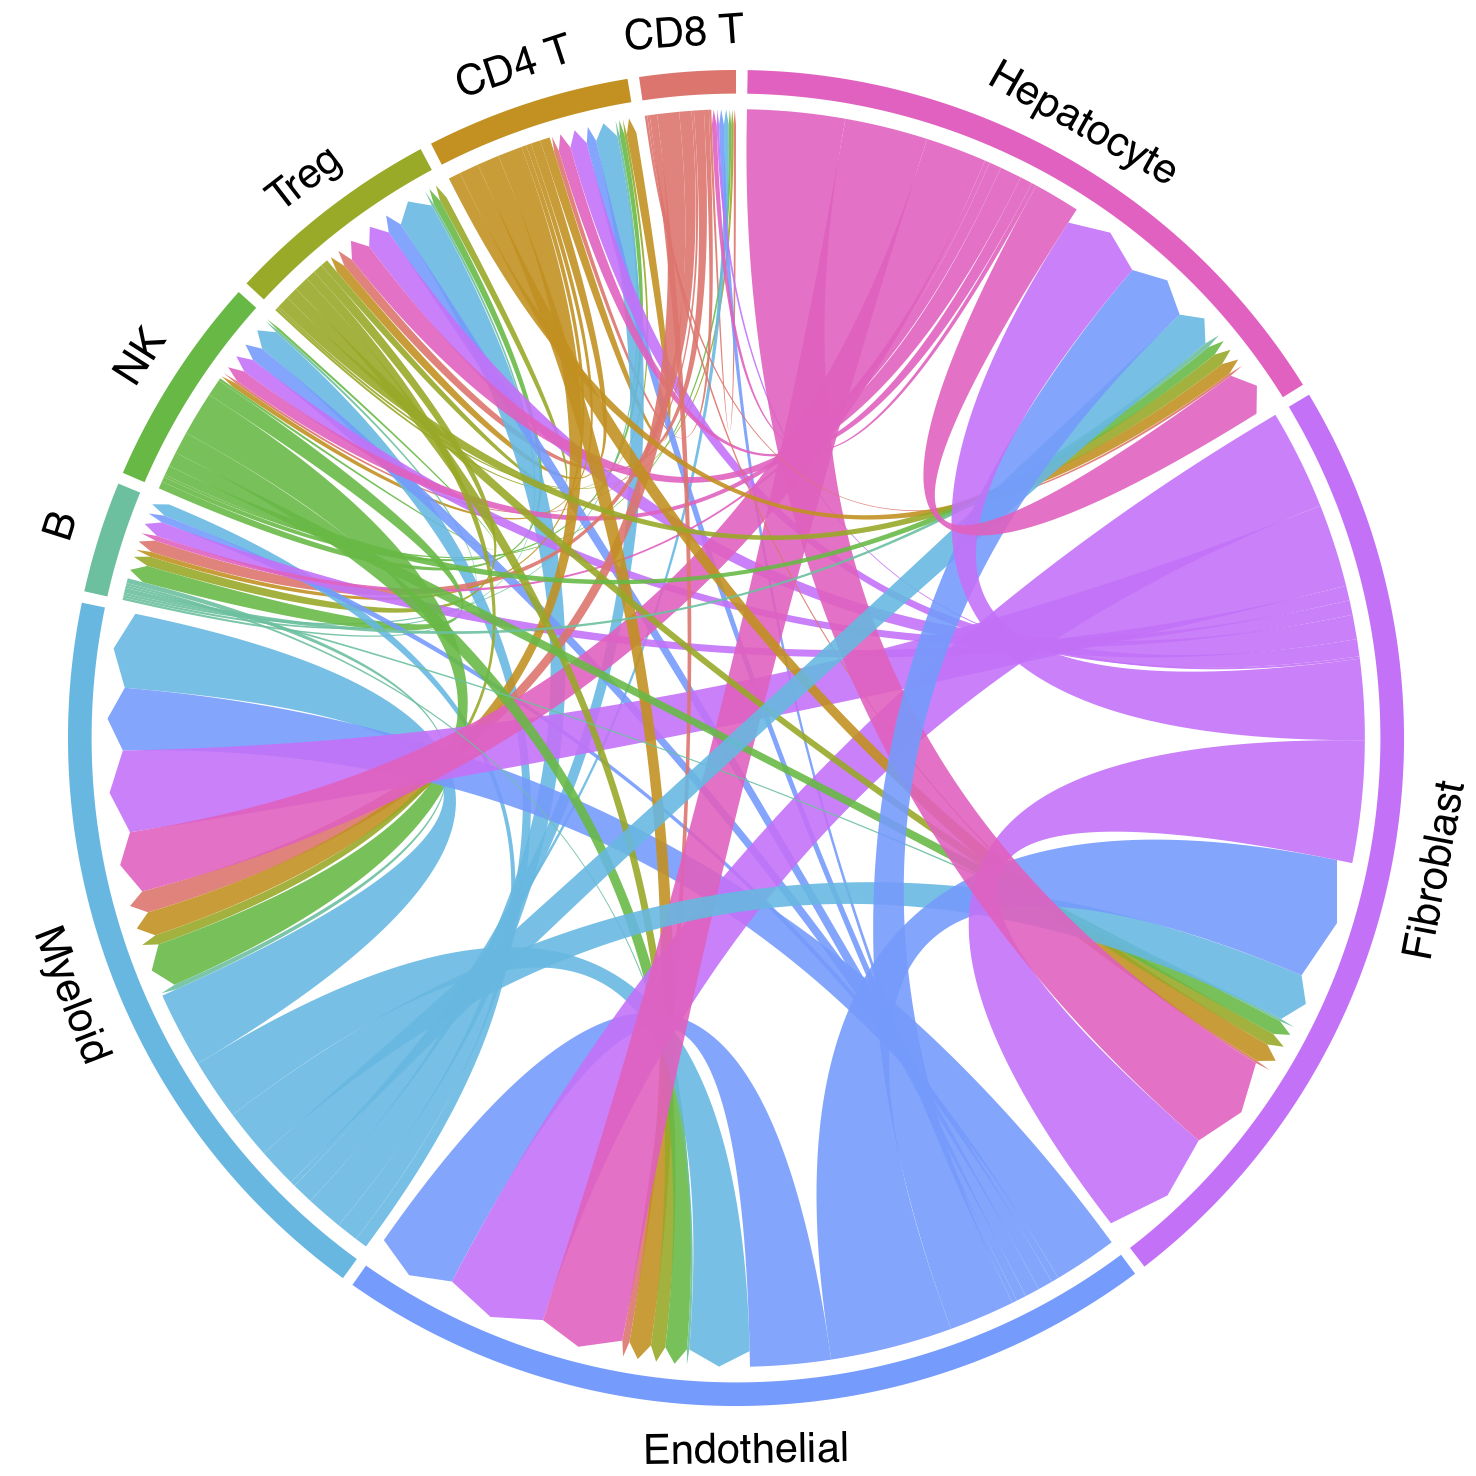 CD8 T
CD4 T
Hepatocyte
Treg
NK
B
Fibroblast
Myeloid
Endothelial